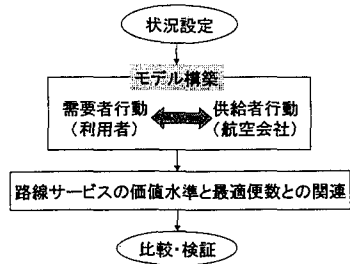 状況設定
モデル構築
需要者行動
（利用者）
供給者行動
（航空会社）
路線サービスの価値水準と最適便数との関連
比較・検証